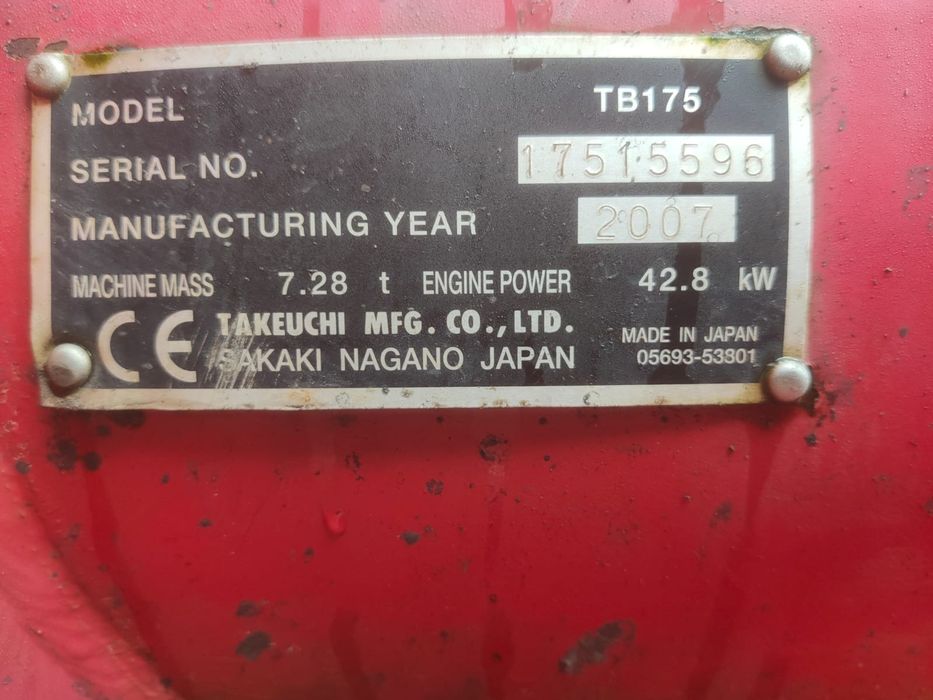 MODEL TB175
SERIAL NO. 17515596
MANUFACTURING YEAR 2007
MACHINE MASS 7.28 t ENGINE POWER 42.8 kW
CE TAKEUCHI MFG. CO., LTD.
SAKAKI NAGANO JAPAN
MADE IN JAPAN
05693-53801